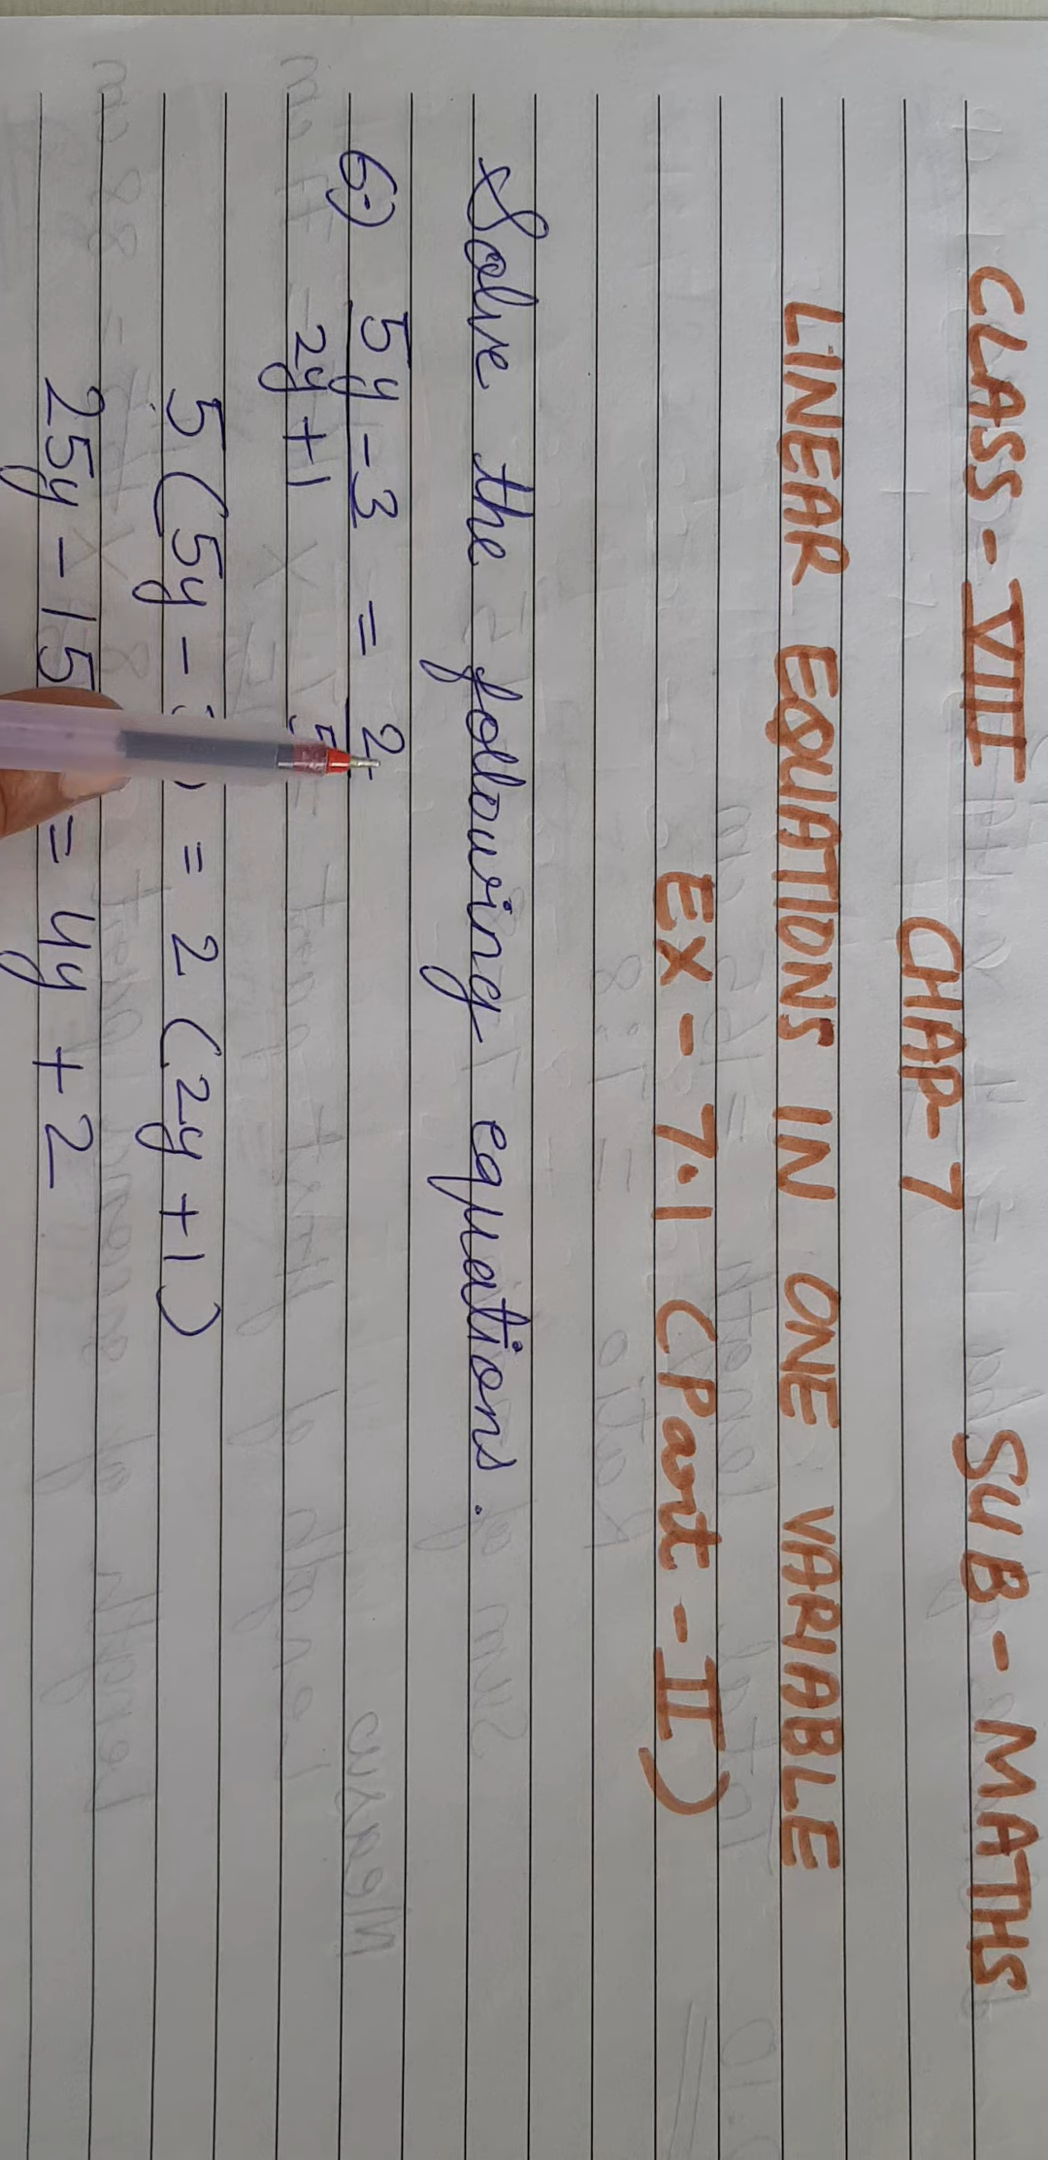 CLASS-VIII SUB-MATHS
CHAP-7
LINEAR EQUATIONS IN ONE VARIABLE
EX-7.1 (Part-II)
Solve the following equations.
6.) 5y-3 = 2
2y+1 5
5(5y- ) = 2(2y+1)
25y-15 = 4y+2